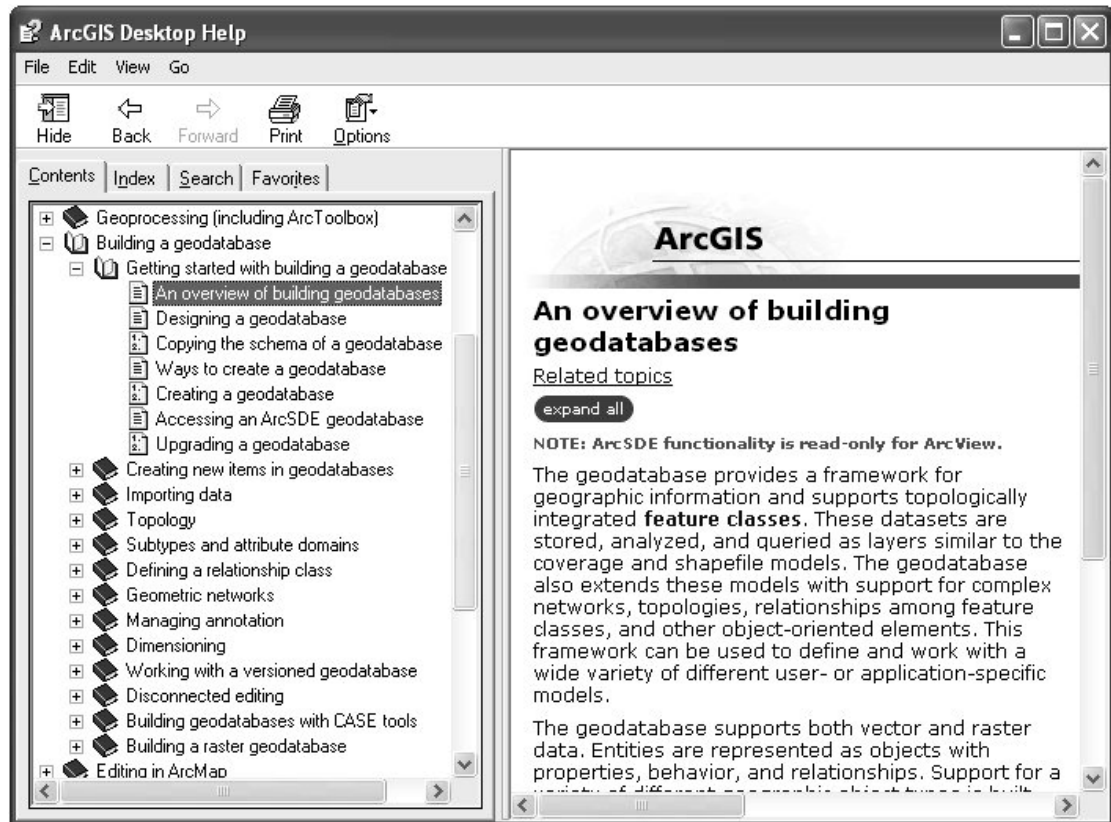 ArcGIS Desktop Help
File Edit View Go
Hide Back Forward Print Options
Contents Index Search Favorites
Geoprocessing (including ArcToolbox)
Building a geodatabase
Getting started with building a geodatabase
An overview of building geodatabases
Designing a geodatabase
Copying the schema of a geodatabase
Ways to create a geodatabase
Creating a geodatabase
Accessing an ArcSDE geodatabase
Upgrading a geodatabase
Creating new items in geodatabases
Importing data
Topology
Subtypes and attribute domains
Defining a relationship class
Geometric networks
Managing annotation
Dimensioning
Working with a versioned geodatabase
Disconnected editing
Building geodatabases with CASE tools
Building a raster geodatabase
Editing in ArcMap
ArcGIS
An overview of building
geodatabases
Related topics
expand all
NOTE: ArcSDE functionality is read-only for ArcView.
The geodatabase provides a framework for
geographic information and supports topologically
integrated feature classes. These datasets are
stored, analyzed, and queried as layers similar to the
coverage and shapefile models. The geodatabase
also extends these models with support for complex
networks, topologies, relationships among feature
classes, and other object-oriented elements. This
framework can be used to define and work with a
wide variety of different user- or application-specific
models.
The geodatabase supports both vector and raster
data. Entities are represented as objects with
properties, behavior, and relationships. Support for a
variety of different geographic object types is built